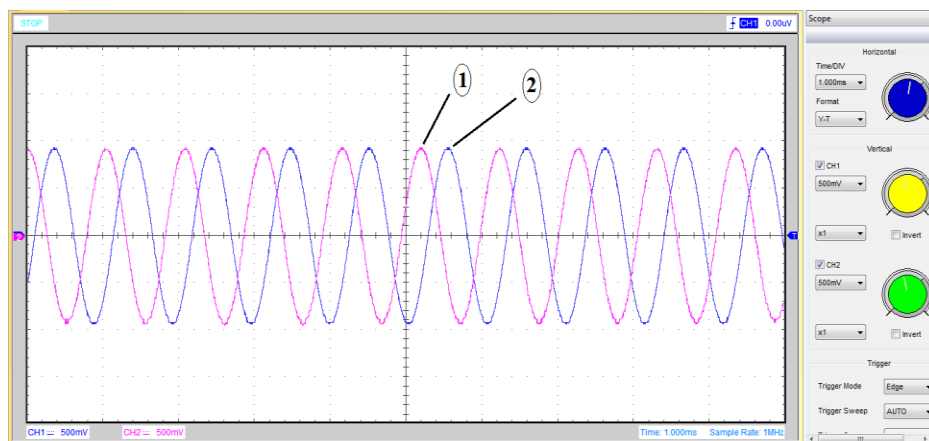 STOP
CH1 0.00uV
1
2
2
T
CH1 500mV
CH2 500mV
Time: 1.000ms Sample Rate: 1MHz
Scope
Horizontal
Time/DIV
1.000ms
Format
Y-T
Vertical
CH1
500mV
x1
Invert
CH2
500mV
x1
Invert
Trigger
Trigger Mode
Edge
Trigger Sweep
AUTO